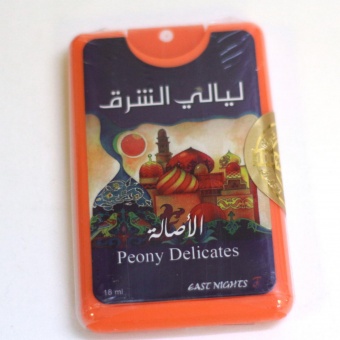 ليالي الشرق
الأصالة
Peony Delicates
18 ml
EAST NIGHTS